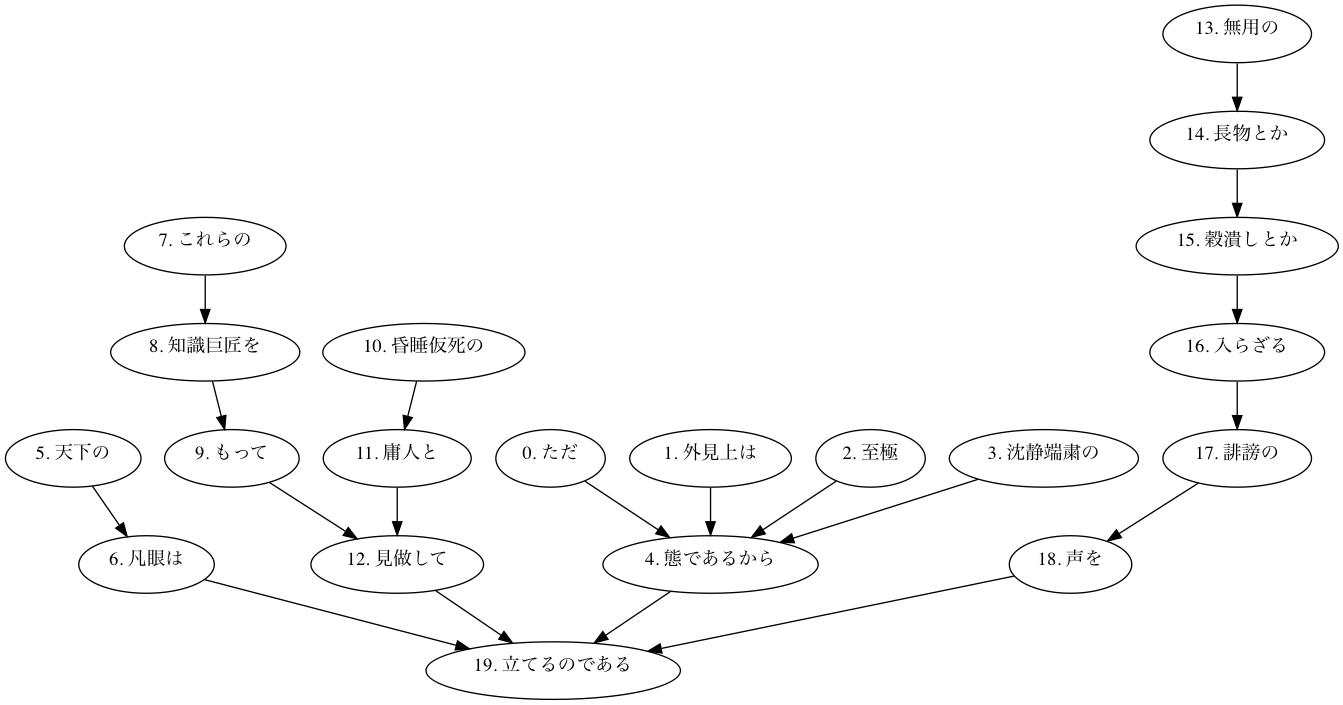 13. 無用の
14. 長物とか
7. これらの
15. 穀潰しとか
8. 知識巨匠を
10. 昏睡仮死の
16. 入らざる
5. 天下の
9. もって
11. 庸人と
0. ただ
1. 外見上は
2. 至極
3. 沈静端粛の
17. 誹謗の
6. 凡眼は
12. 見做して
4. 態であるから
18. 声を
19. 立てるのである